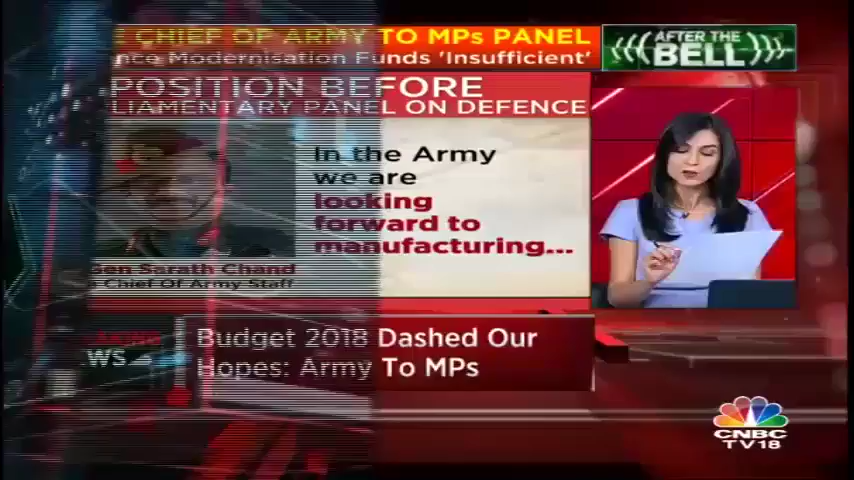 E CHIEF OF ARMY TO MPs PANEL
nce Modernisation Funds 'Insufficient'
AFTER THE
BELL
POSITION BEFORE
LIAMENTARY PANEL ON DEFENCE
In the Army
we are
looking
forward to
manufacturing...
Gen Sarath Chand
e Chief Of Army Staff
AKING
WS
Budget 2018 Dashed Our
Hopes: Army To MPs
CNBC
TV18